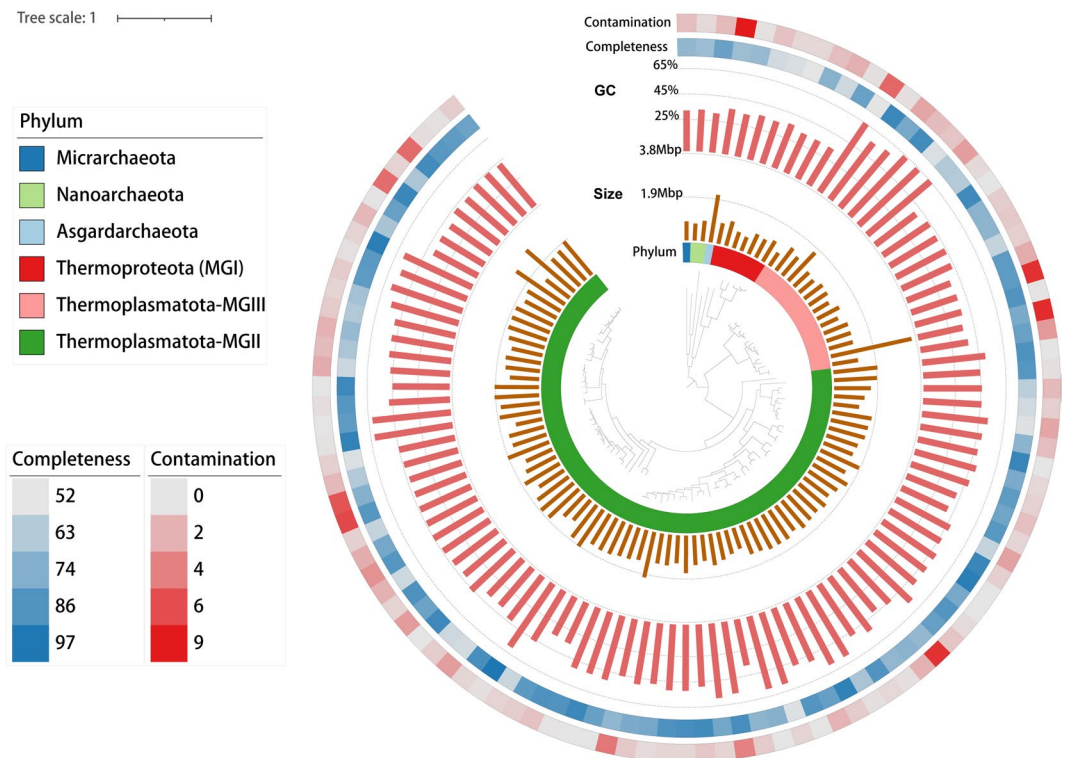 Tree scale: 1
Contamination
Completeness
65%
GC
45%
25%
3.8Mbp
Size
1.9Mbp
Phylum
Phylum
Micrarchaeota
Nanoarchaeota
Asgardarchaeota
Thermoproteota (MGI)
Thermoplasmatota-MGIII
Thermoplasmatota-MGII
Completeness
52
63
74
86
97
Contamination
0
2
4
6
9